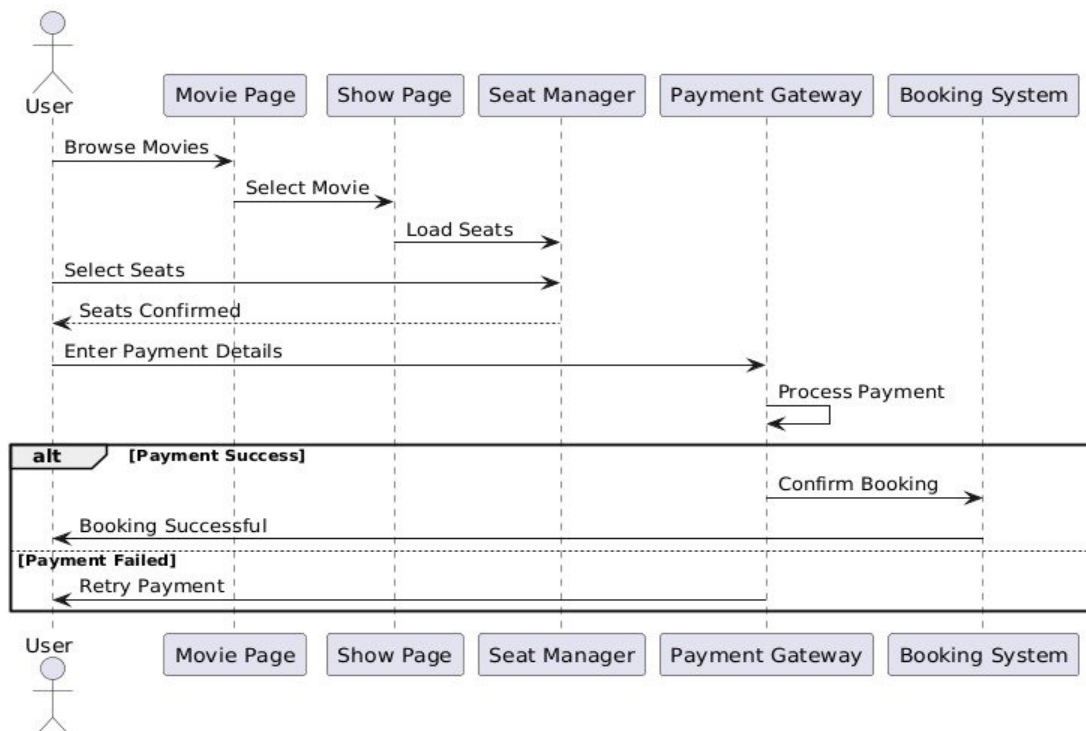 User
Movie Page
Show Page
Seat Manager
Payment Gateway
Booking System
Browse Movies
Select Movie
Load Seats
Select Seats
Seats Confirmed
Enter Payment Details
Process Payment
alt
[Payment Success]
Confirm Booking
Booking Successful
[Payment Failed]
Retry Payment
User
Movie Page
Show Page
Seat Manager
Payment Gateway
Booking System